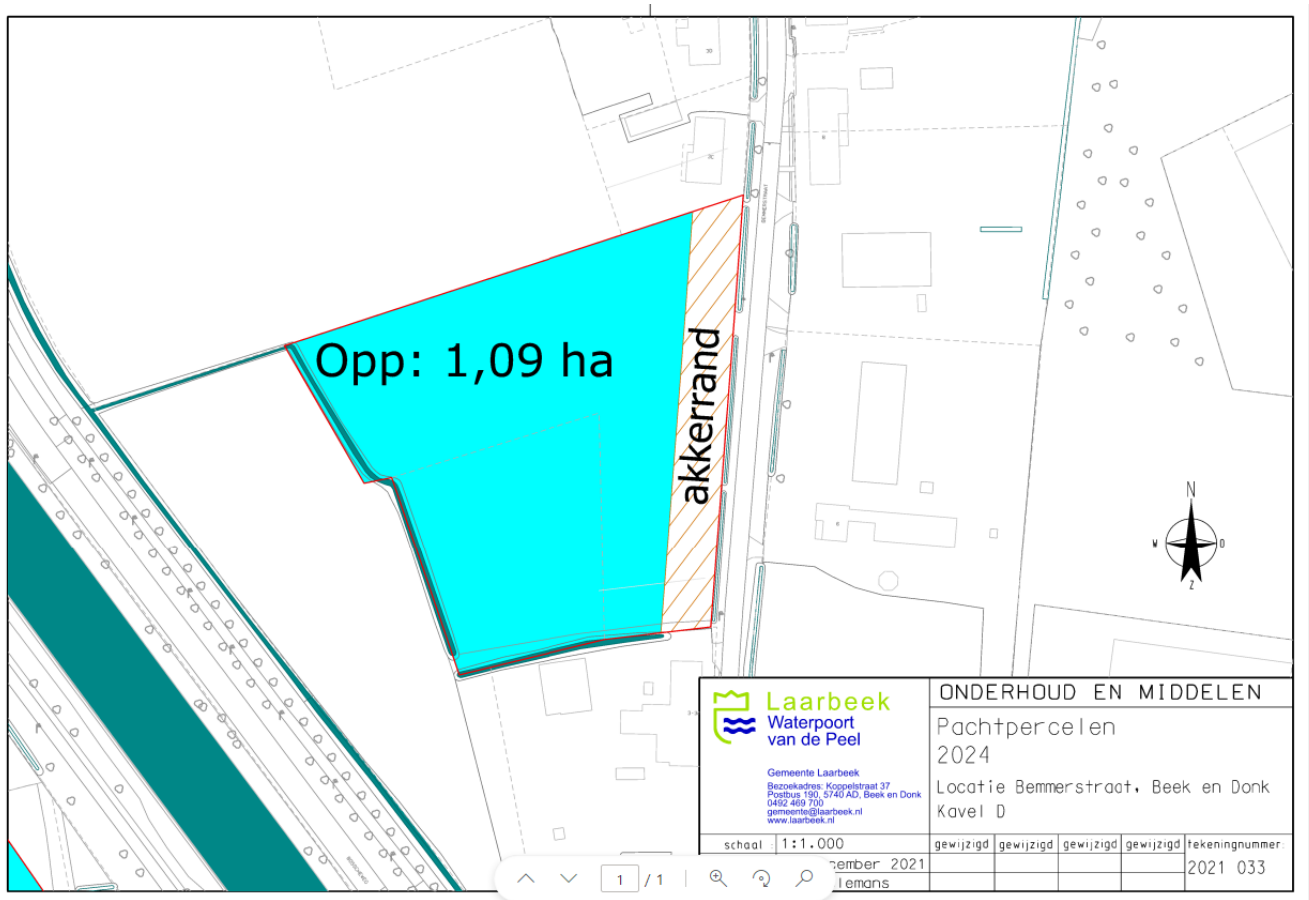 BEMMERSTRAAT
Opp: 1,09 ha
akkerrand
N
W
O
Z
Laarbeek
Waterpoort
van de Peel
Gemeente Laarbeek
Bezoekadres: Koppelstraat 37
Postbus 190, 5740 AD, Beek en Donk
0492 469 700
gemeente@laarbeek.nl
www.laarbeek.nl
ONDERHOUD EN MIDDELEN
Pachtpercelen
2024
Locatie Bemmerstraat, Beek en Donk
Kavel D
schaal : 1:1.000
gewijzigd gewijzigd gewijzigd gewijzigd tekeningnummer:
cember 2021
2021 033
lemans
1 / 1